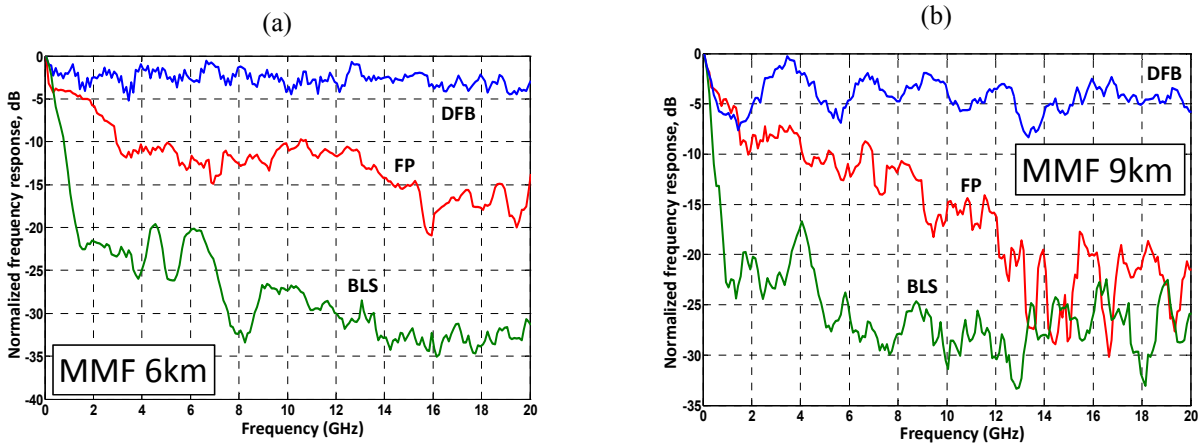 (a)
Normalized frequency response, dB
0
-5
-10
-15
-20
-25
-30
-35
-40
DFB
FP
BLS
MMF 6km
0 2 4 6 8 10 12 14 16 18 20
Frequency (GHz)
(b)
Normalized frequency response, dB
0
-5
-10
-15
-20
-25
-30
-35
DFB
MMF 9km
FP
BLS
0 2 4 6 8 10 12 14 16 18 20
Frequency (GHz)